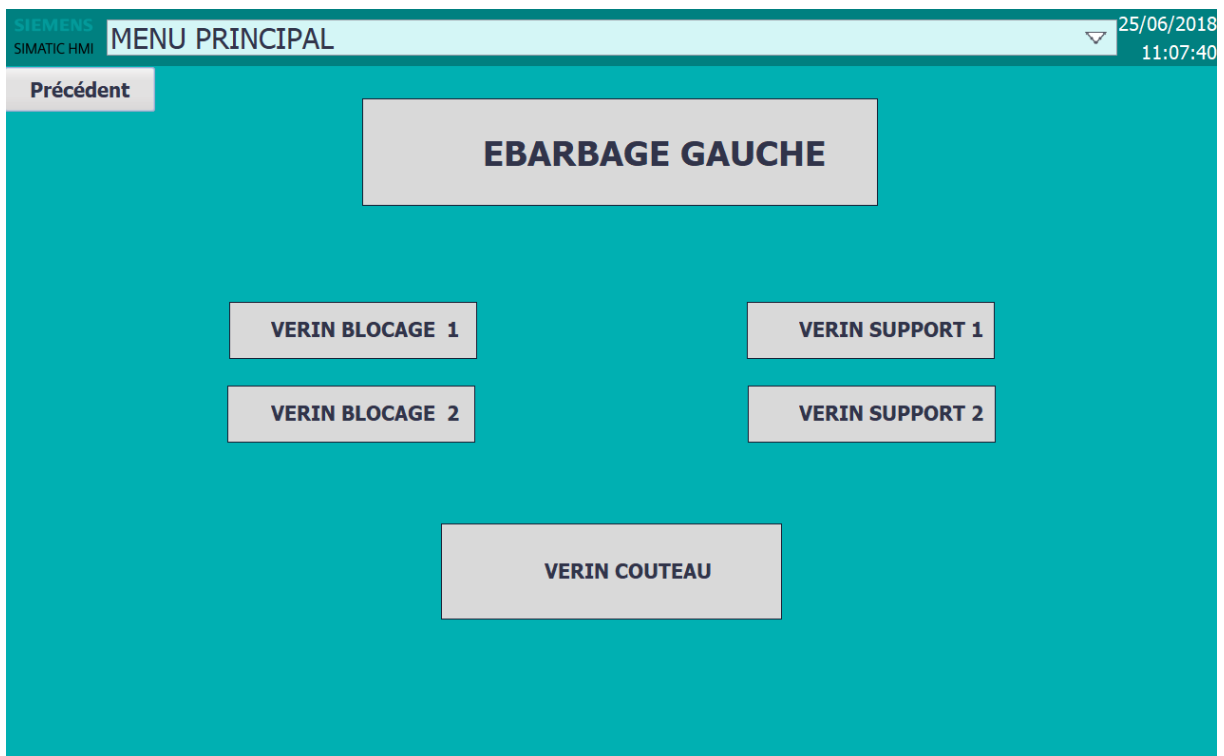 SIEMENS
SIMATIC HMI
MENU PRINCIPAL
25/06/2018
11:07:40
Précédent
EBARBAGE GAUCHE
VERIN BLOCAGE 1
VERIN SUPPORT 1
VERIN BLOCAGE 2
VERIN SUPPORT 2
VERIN COUTEAU